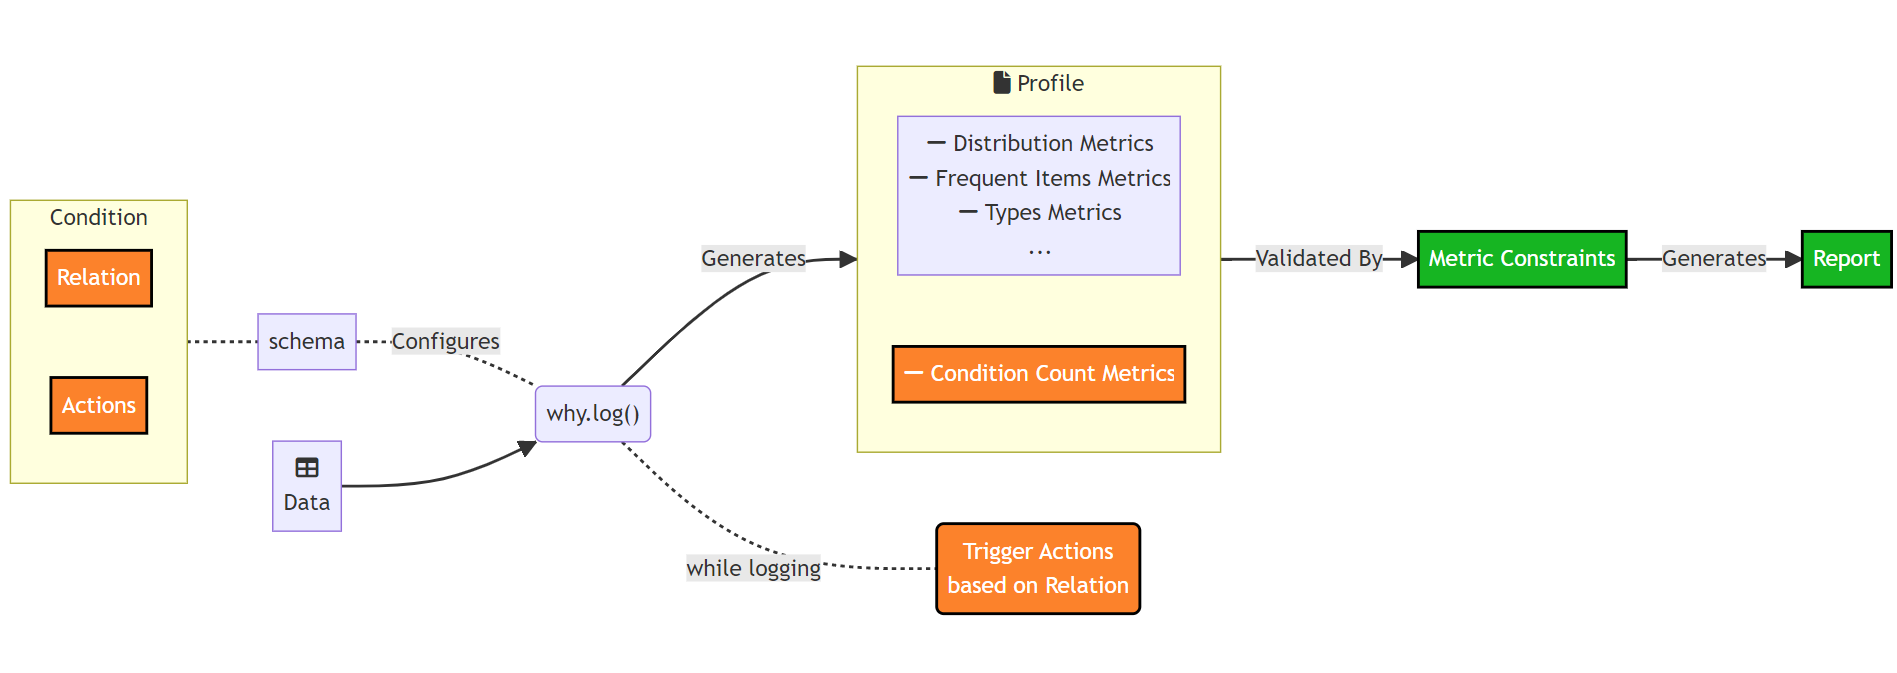 Condition
Relation
Actions
schema
Configures
Data
why.log()
Generates
while logging
Profile
— Distribution Metrics
— Frequent Items Metrics
— Types Metrics
...
— Condition Count Metrics
Trigger Actions
based on Relation
Validated By
Metric Constraints
Generates
Report